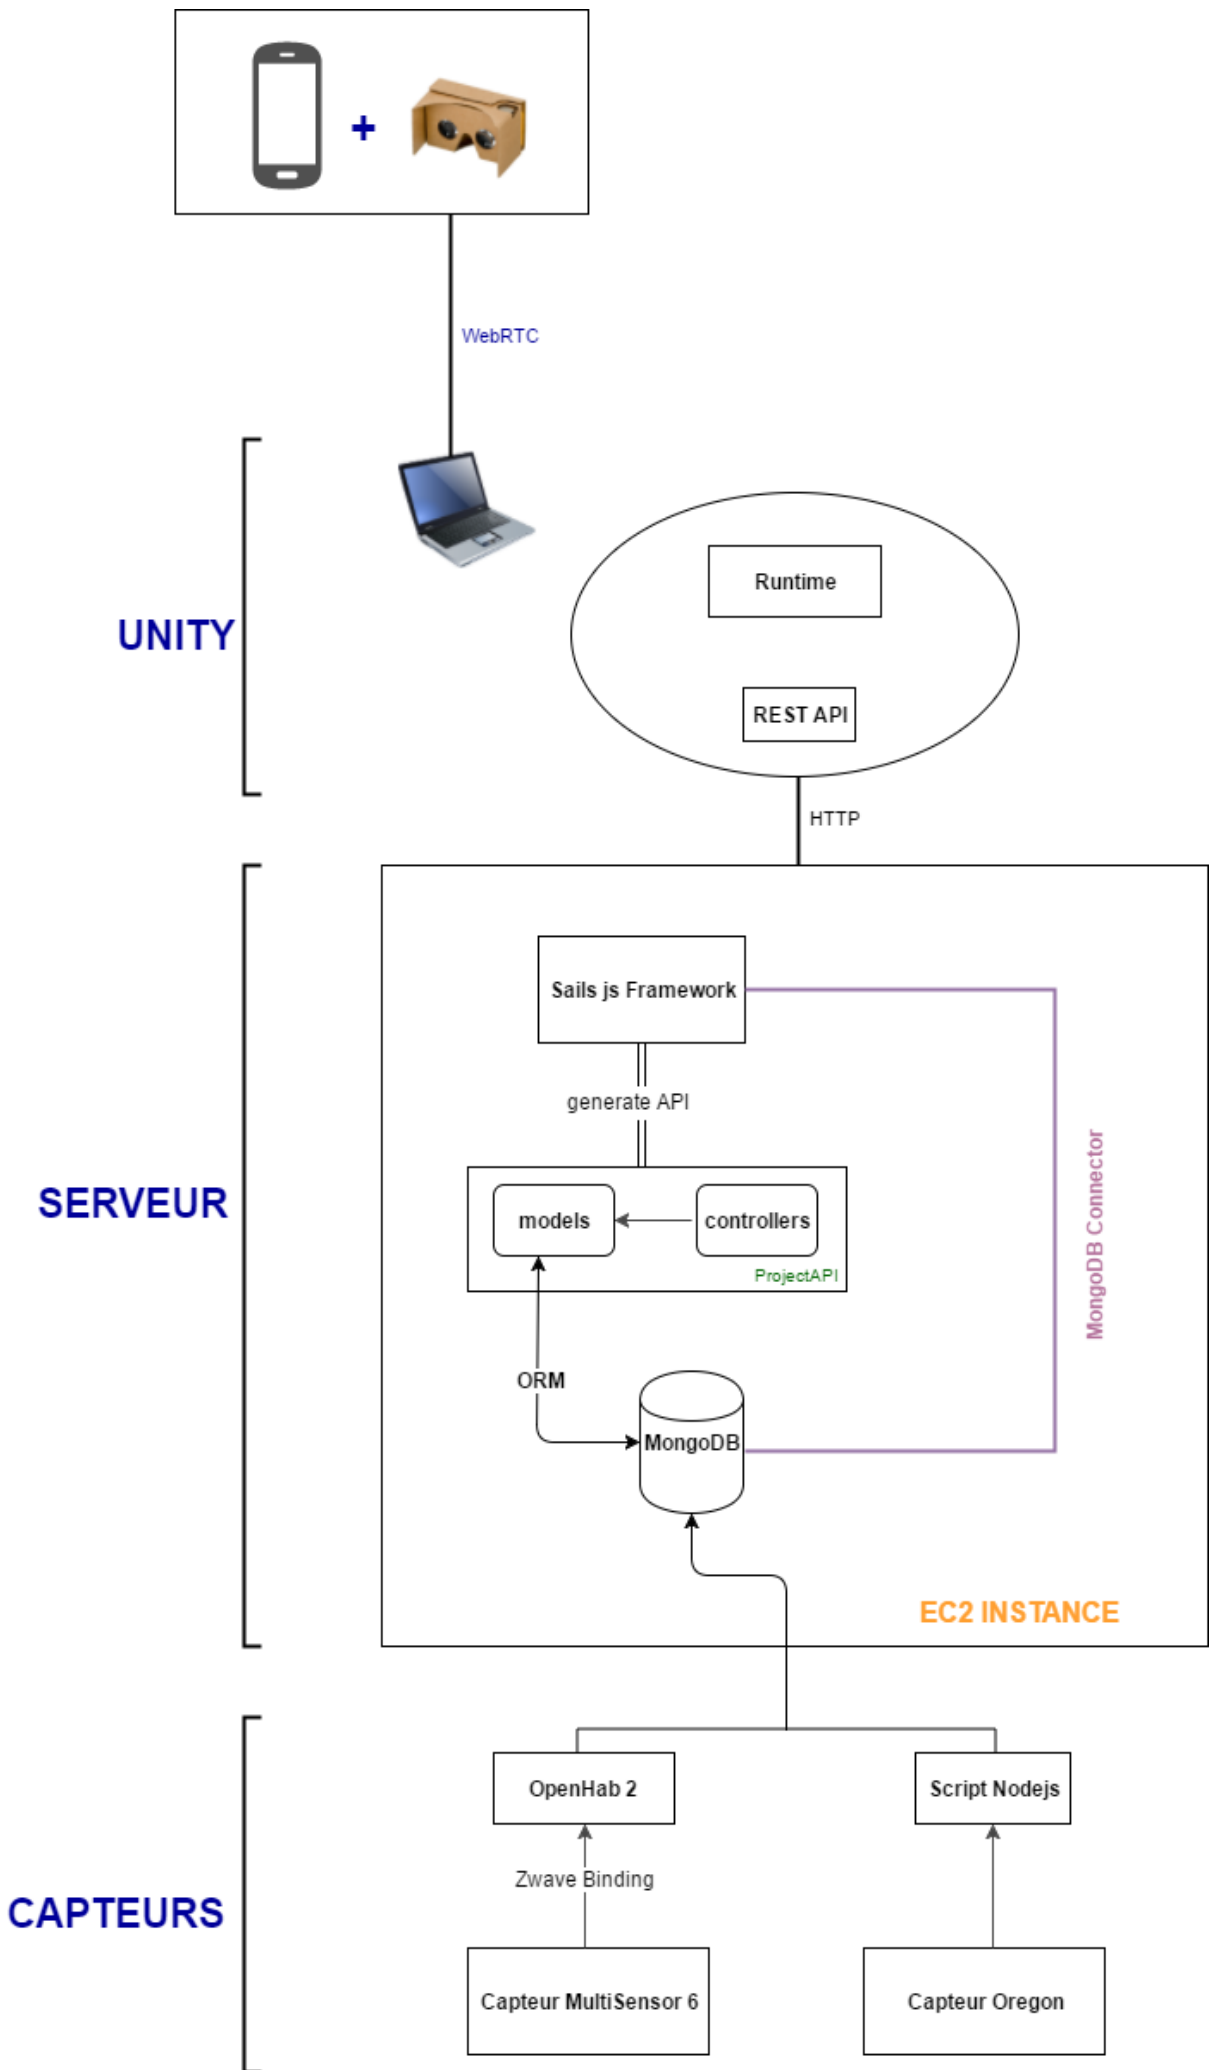 +
WebRTC
UNITY
Runtime
REST API
HTTP
SERVEUR
Sails js Framework
generate API
models
controllers
ProjectAPI
MongoDB Connector
ORM
MongoDB
EC2 INSTANCE
CAPTEURS
OpenHab 2
Script Nodejs
Zwave Binding
Capteur MultiSensor 6
Capteur Oregon